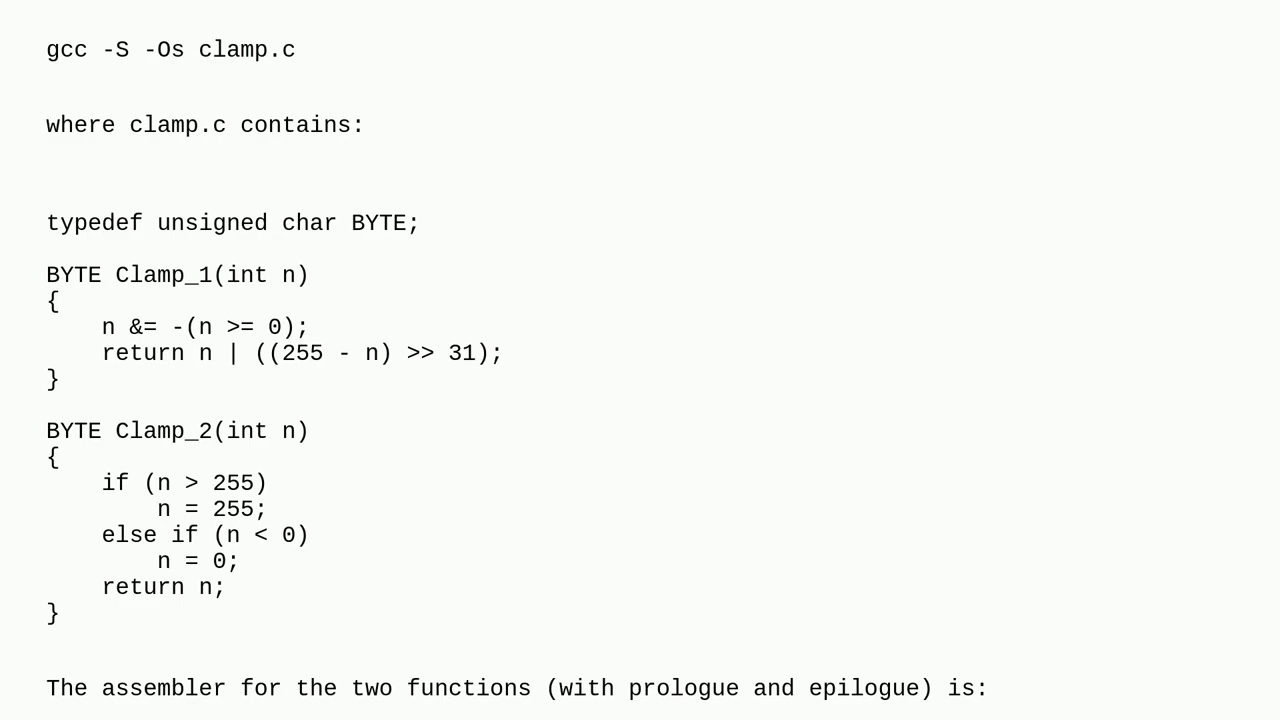 gcc -S -Os clamp.c
where clamp.c contains:
typedef unsigned char BYTE;
BYTE Clamp_1(int n)
{
    n &= -(n >= 0);
    return n | ((255 - n) >> 31);
}
BYTE Clamp_2(int n)
{
    if (n > 255)
        n = 255;
    else if (n < 0)
        n = 0;
    return n;
}
The assembler for the two functions (with prologue and epilogue) is: